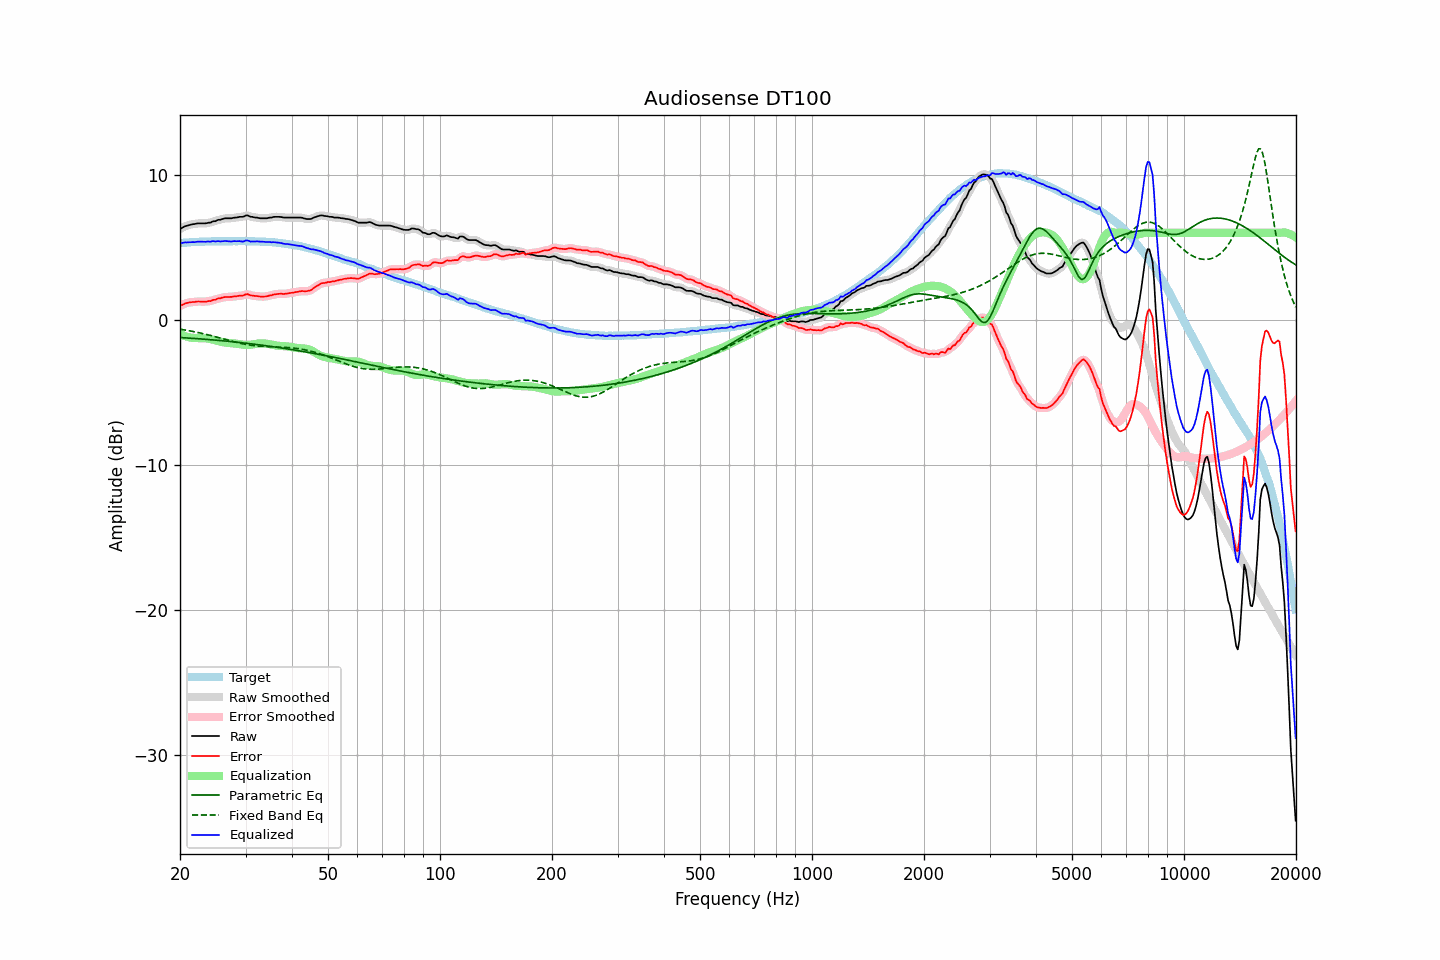 Audiosense DT100
Amplitude (dBr)
10
0
−10
−20
−30
Target
Raw Smoothed
Error Smoothed
Raw
Error
Equalization
Parametric Eq
Fixed Band Eq
Equalized
20 50 100 200 500 1000 2000 5000 10000 20000
Frequency (Hz)